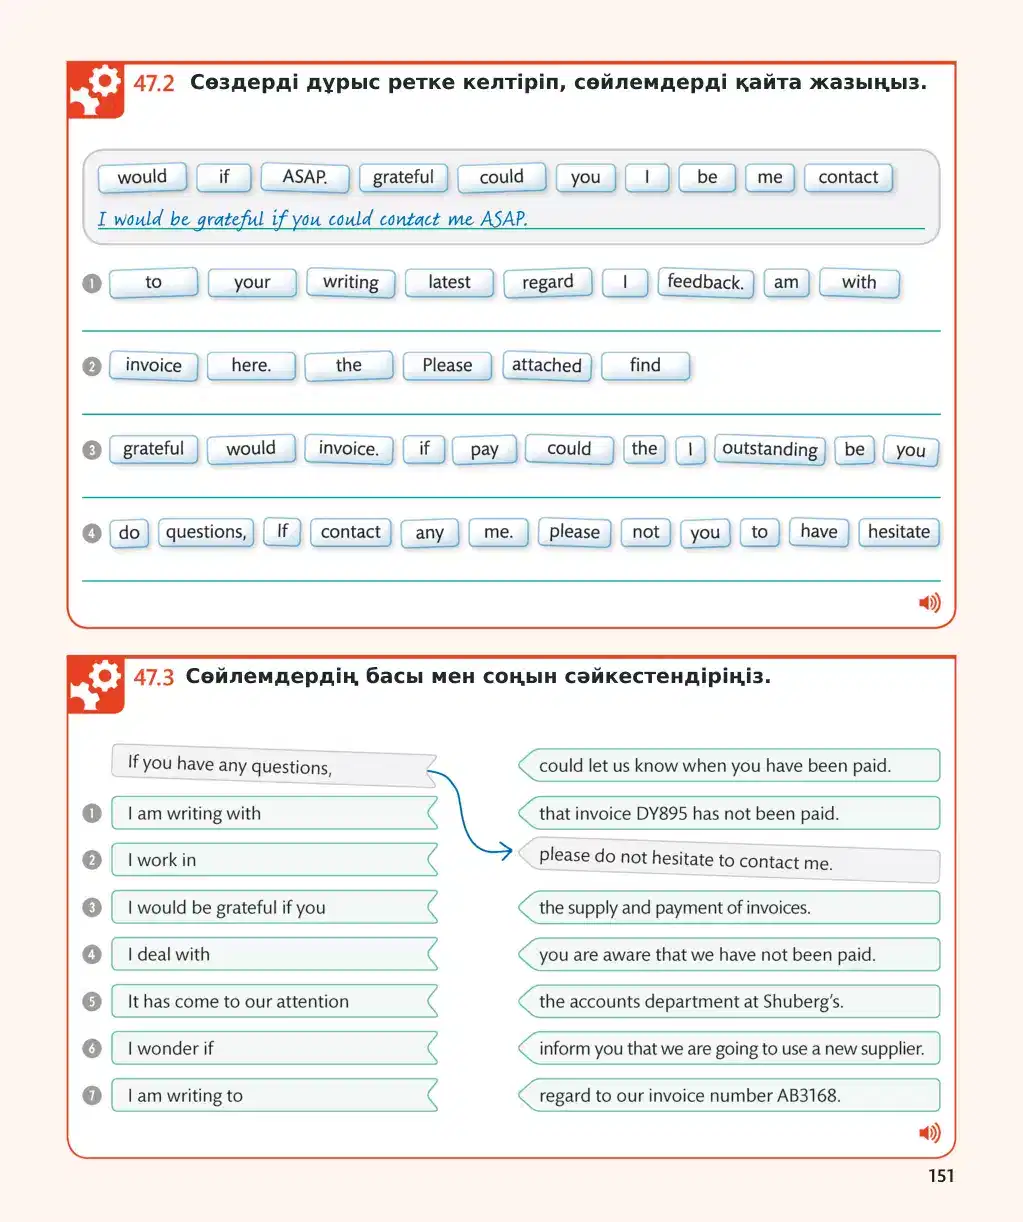 47.2 Сөздерді дұрыс ретке келтіріп, сөйлемдерді қайта жазыңыз.
would if ASAP. grateful could you I be me contact
I would be grateful if you could contact me ASAP.
1 to your writing latest regard I feedback. am with
2 invoice here. the Please attached find
3 grateful would invoice. if pay could the I outstanding be you
4 do questions, If contact any me. please not you to have hesitate
47.3 Сөйлемдердің басы мен соңын сәйкестендіріңіз.
If you have any questions, could let us know when you have been paid.
1 I am writing with that invoice DY895 has not been paid.
2 I work in please do not hesitate to contact me.
3 I would be grateful if you the supply and payment of invoices.
4 I deal with you are aware that we have not been paid.
5 It has come to our attention the accounts department at Shuberg's.
6 I wonder if inform you that we are going to use a new supplier.
7 I am writing to regard to our invoice number AB3168.
151